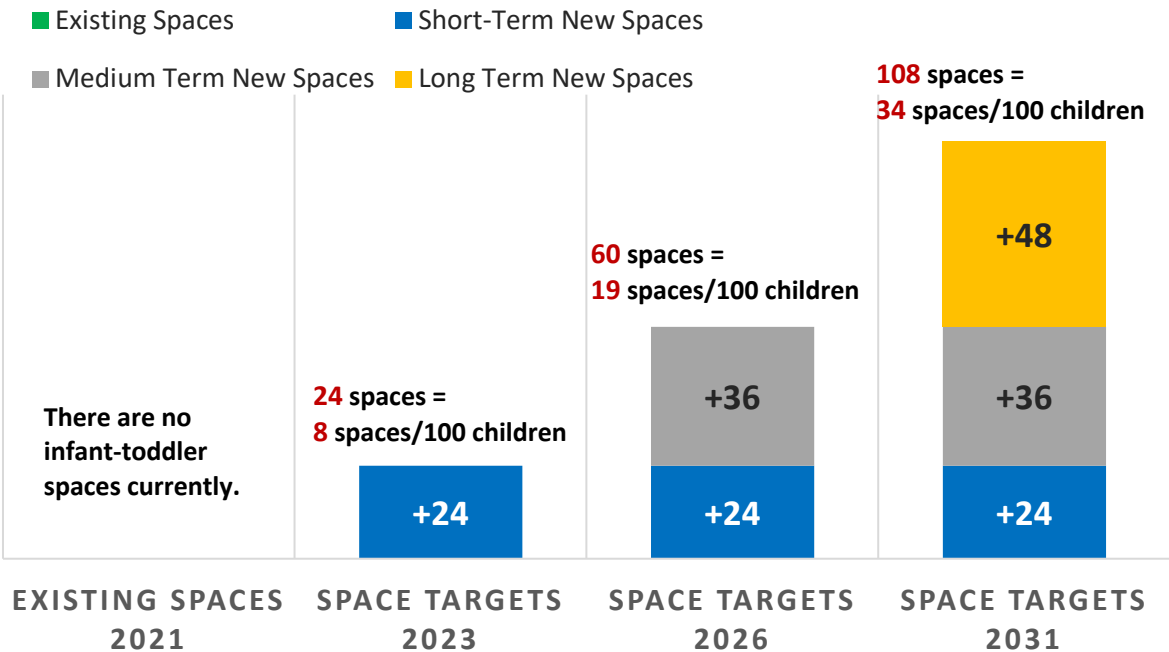 Existing Spaces
Short-Term New Spaces
Medium Term New Spaces
Long Term New Spaces
There are no
infant-toddler
spaces currently.
24 spaces =
8 spaces/100 children
+24
60 spaces =
19 spaces/100 children
+36
+24
108 spaces =
34 spaces/100 children
+48
+36
+24
EXISTING SPACES
2021
SPACE TARGETS
2023
SPACE TARGETS
2026
SPACE TARGETS
2031